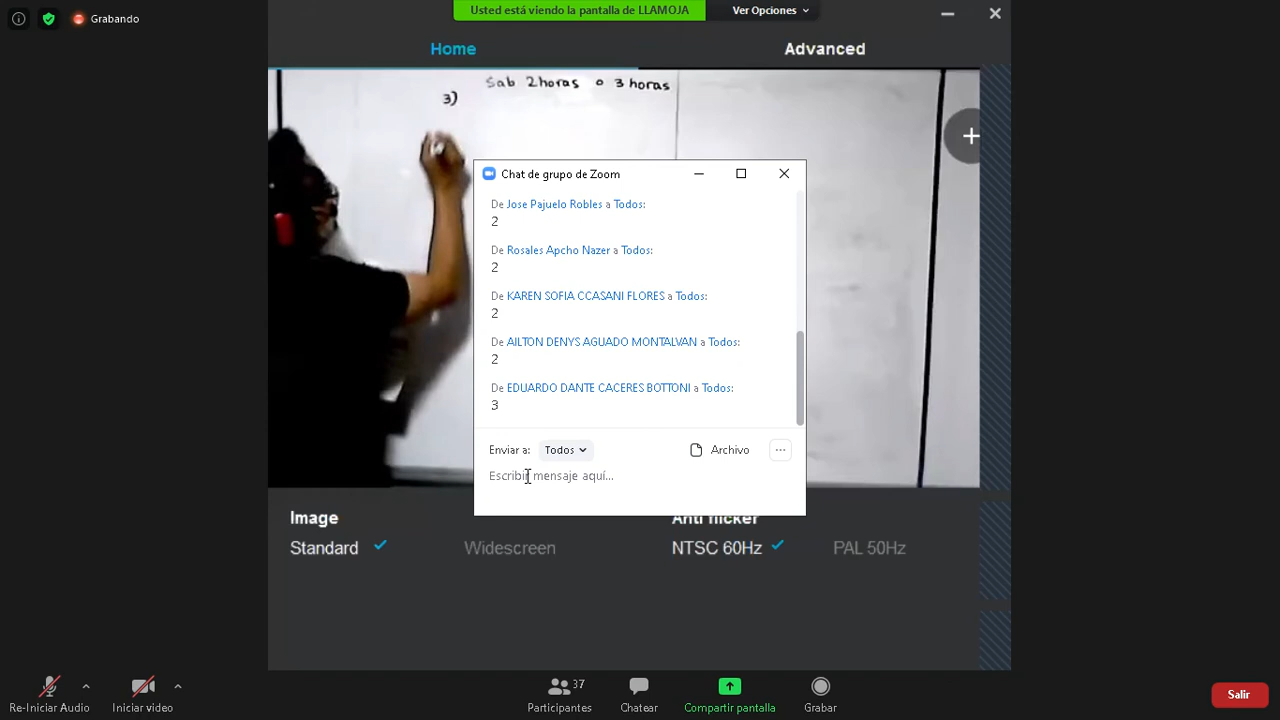 Grabando
Usted está viendo la pantalla de LLAMOJA
Ver Opciones
Home
Advanced
Sab 2 horas o 3 horas
3)
Chat de grupo de Zoom
De Jose Pajuelo Robles a Todos:
2
De Rosales Apcho Nazer a Todos:
2
De KAREN SOFIA CCASANI FLORES a Todos:
2
De AILTON DENYS AGUADO MONTALVAN a Todos:
2
De EDUARDO DANTE CACERES BOTTONI a Todos:
3
Enviar a: Todos
Archivo
Escribir mensaje aquí...
Image
Anti flicker
Standard
Widescreen
NTSC 60Hz
PAL 50Hz
Re-Iniciar Audio
Iniciar video
37
Participantes
Chatear
Compartir pantalla
Grabar
Salir